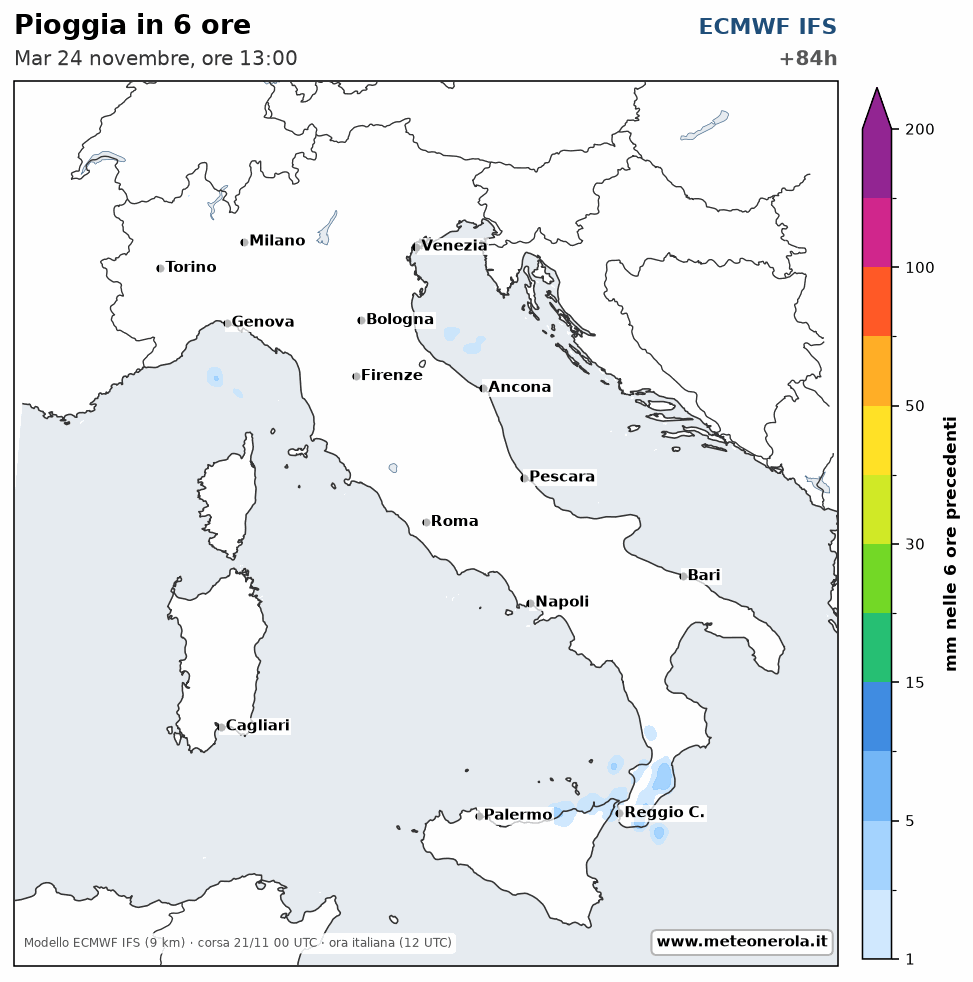 Pioggia in 6 ore
ECMWF IFS
Mar 24 novembre, ore 13:00
+84h
200
Milano
Venezia
Torino
100
Genova
Bologna
Firenze
Ancona
50
Pescara
Roma
30
Bari
Napoli
mm nelle 6 ore precedenti
15
Cagliari
Palermo
Reggio C.
5
Modello ECMWF IFS (9 km) · corsa 21/11 00 UTC · ora italiana (12 UTC)
www.meteonerola.it
1